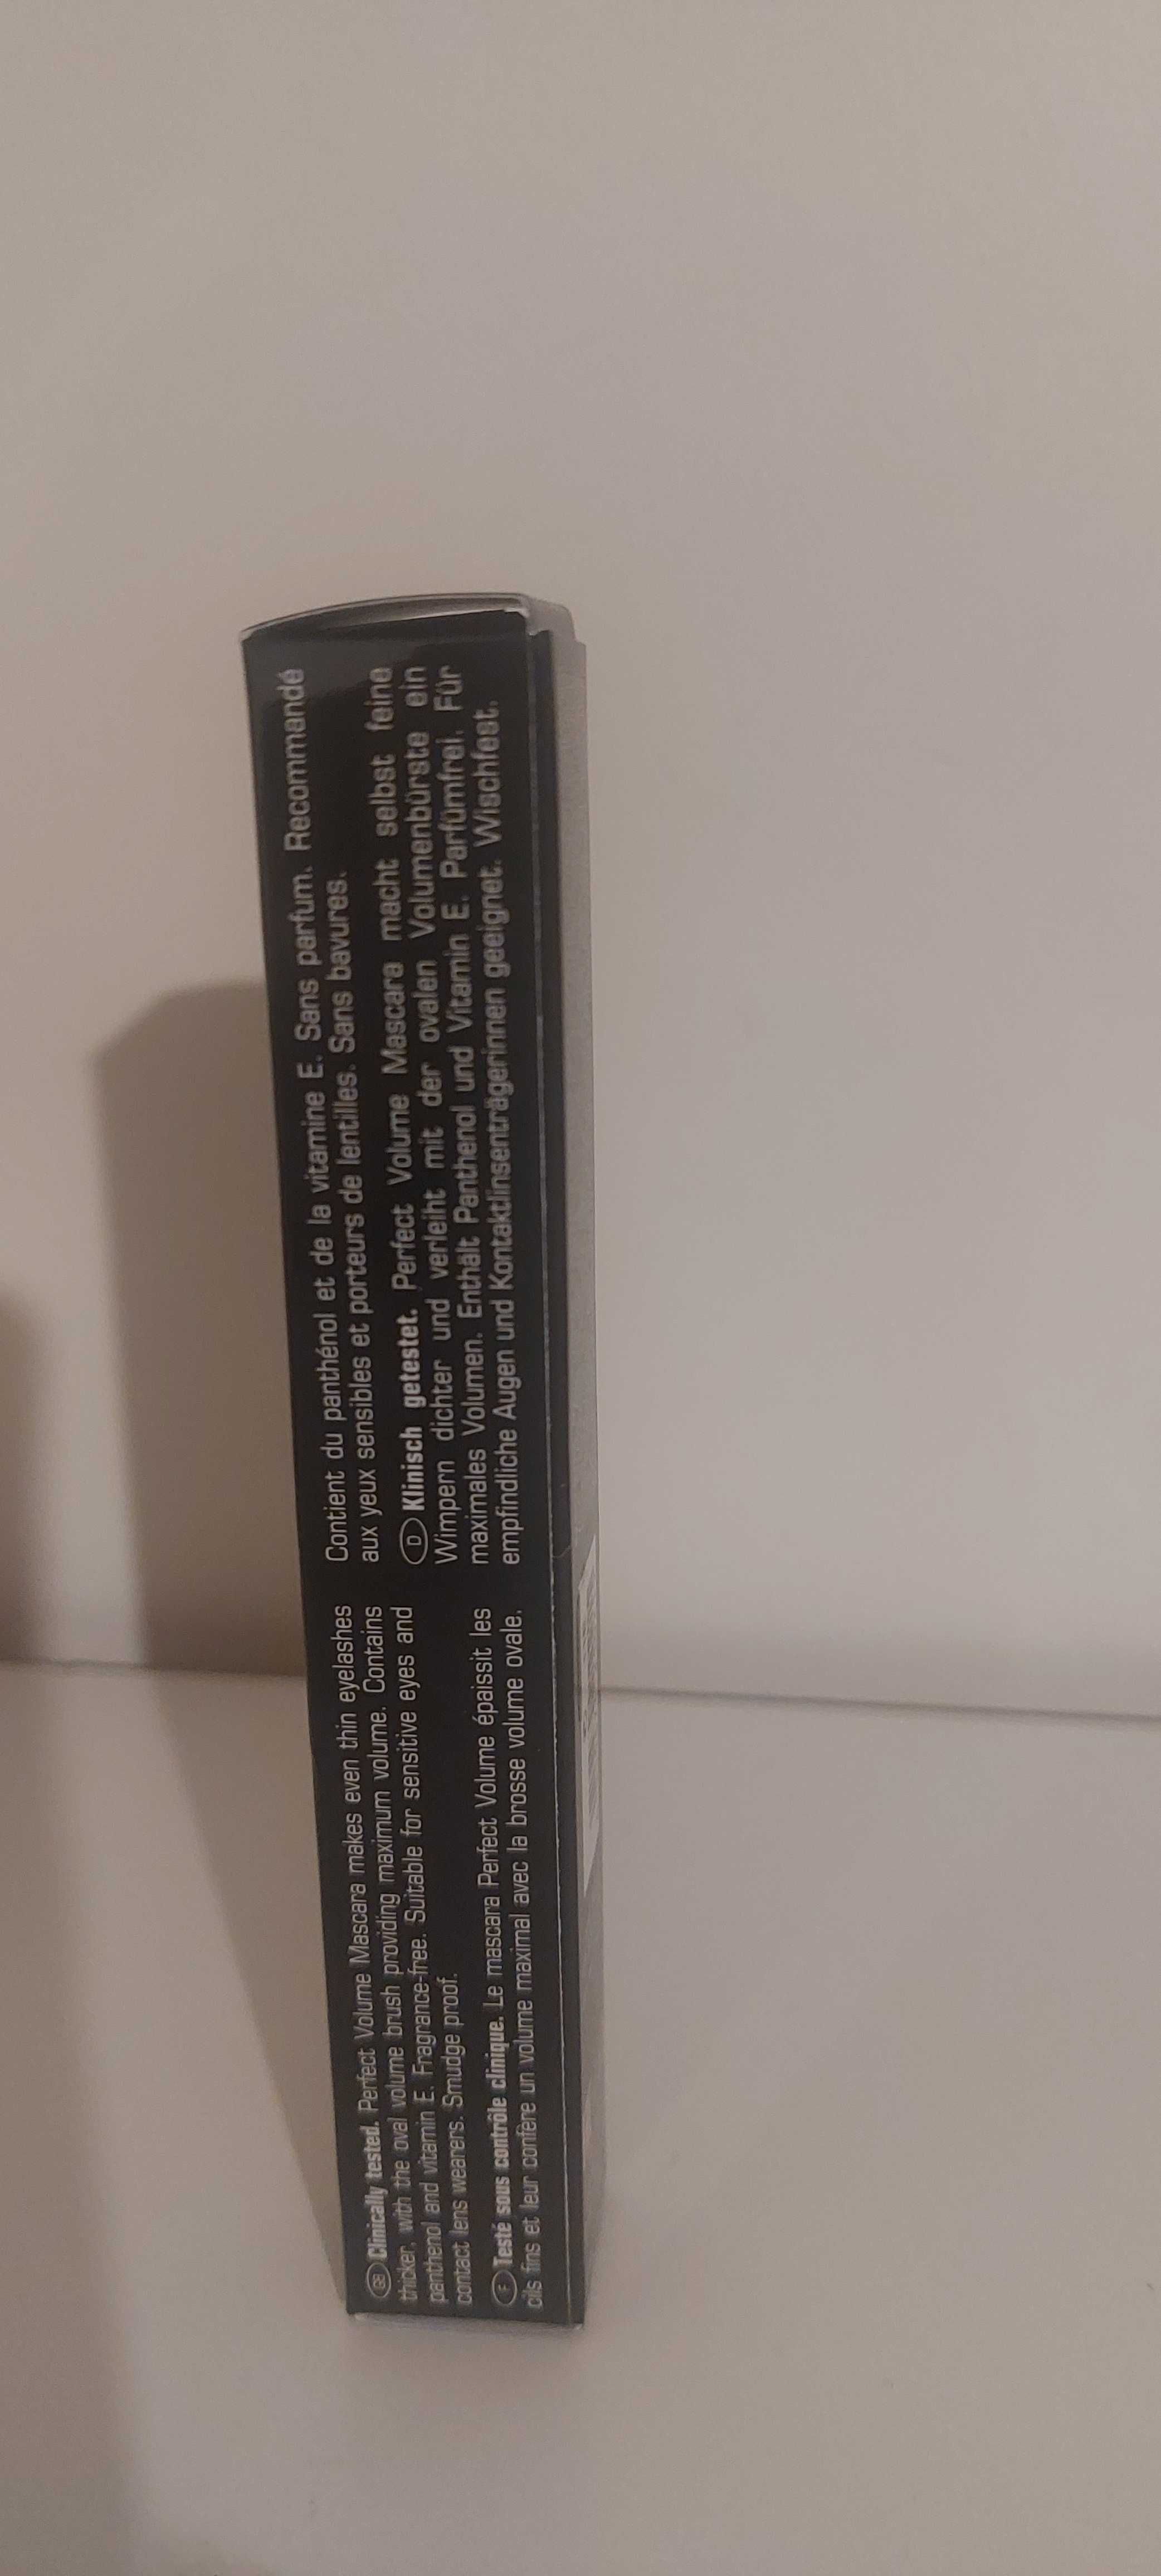 GB Clinically tested. Perfect Volume Mascara makes even thin eyelashes
thicker, with the oval volume brush providing maximum volume. Contains
panthenol and vitamin E. Fragrance-free. Suitable for sensitive eyes and
contact lens wearers. Smudge proof.
F Testé sous contrôle clinique. Le mascara Perfect Volume épaissit les
cils fins et leur confère un volume maximal avec la brosse volume ovale.
Contient du panthénol et de la vitamine E. Sans parfum. Recommandé
aux yeux sensibles et porteurs de lentilles. Sans bavures.
D Klinisch getestet. Perfect Volume Mascara macht selbst feine
Wimpern dichter und verleiht mit der ovalen Volumenbürste ein
maximales Volumen. Enthält Panthenol und Vitamin E. Parfümfrei. Für
empfindliche Augen und Kontaktlinsenträgerinnen geeignet. Wischfest.